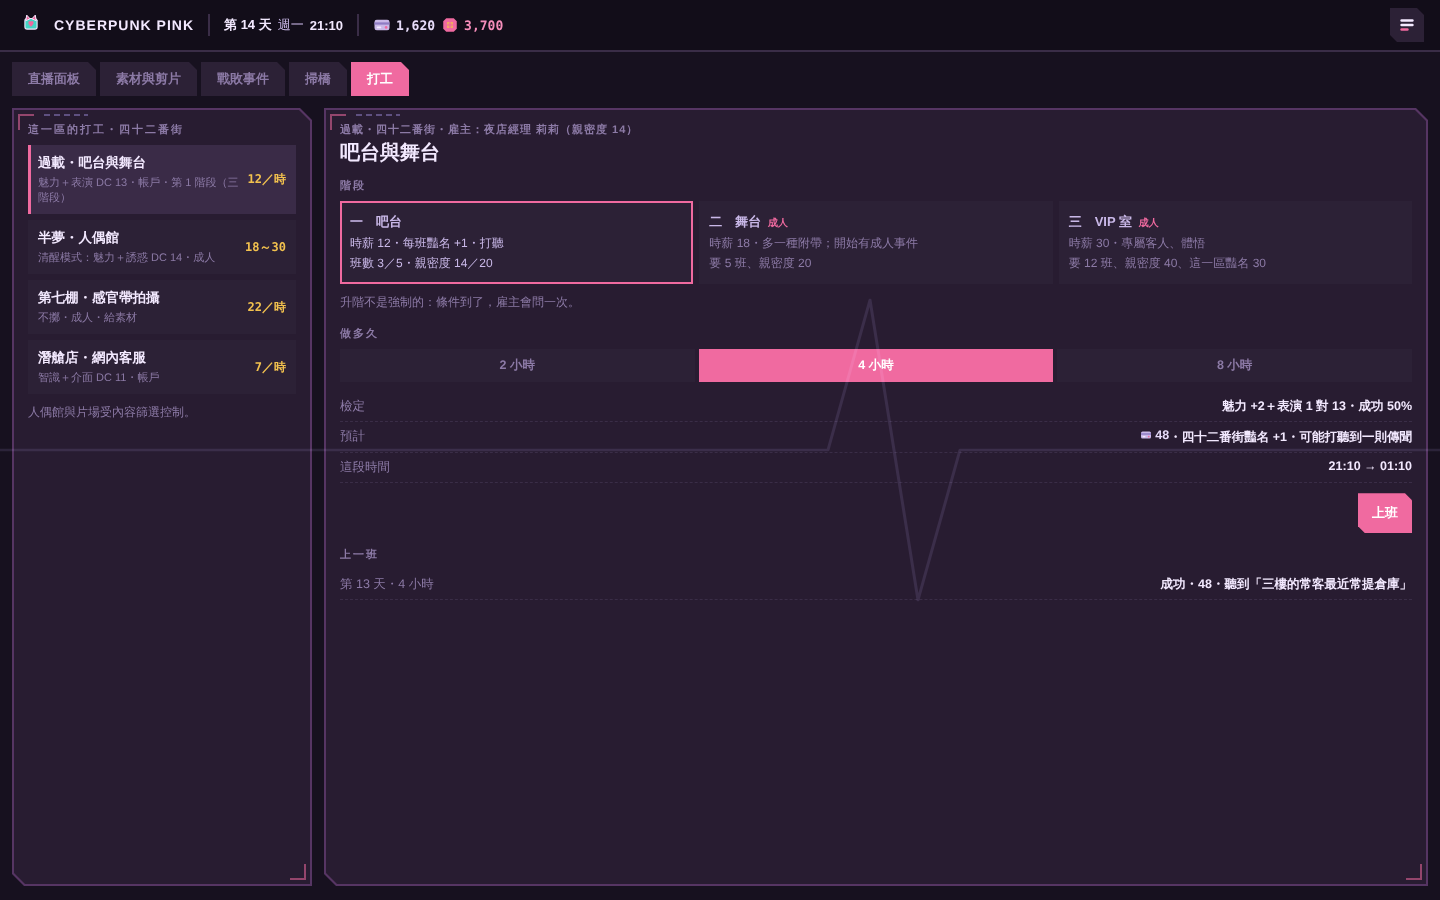 CYBERPUNK PINK 第 14 天 週一 21:10 1,620 3,700
直播面板 素材與剪片 戰敗事件 掃橋 打工
這一區的打工・四十二番街
過載・吧台與舞台
魅力＋表演 DC 13・帳戶・第 1 階段（三階段）
12／時
半夢・人偶館
清醒模式：魅力＋誘惑 DC 14・成人
18～30
第七棚・感官帶拍攝
不擲・成人・給素材
22／時
潛艙店・網內客服
智識＋介面 DC 11・帳戶
7／時
人偶館與片場受內容篩選控制。
過載・四十二番街・雇主：夜店經理 莉莉（親密度 14）
吧台與舞台
階段
一 吧台
時薪 12・每班豔名 +1・打聽
班數 3／5・親密度 14／20
二 舞台 成人
時薪 18・多一種附帶；開始有成人事件
要 5 班、親密度 20
三 VIP 室 成人
時薪 30・專屬客人、體悟
要 12 班、親密度 40、這一區豔名 30
升階不是強制的：條件到了，雇主會問一次。
做多久
2 小時 4 小時 8 小時
檢定 魅力 +2＋表演 1 對 13・成功 50%
預計 48・四十二番街豔名 +1・可能打聽到一則傳聞
這段時間 21:10 → 01:10
上班
上一班
第 13 天・4 小時 成功・48・聽到「三樓的常客最近常提倉庫」